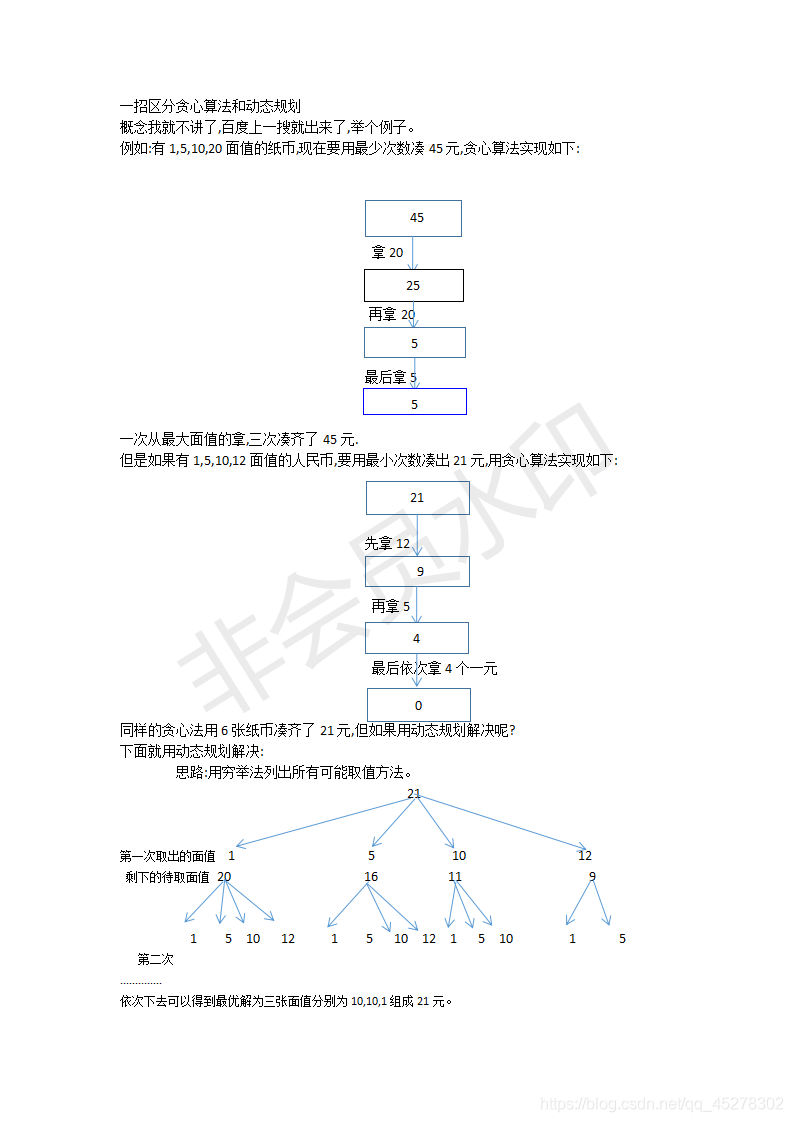 一招区分贪心算法和动态规划
概念我就不讲了,百度上一搜就出来了,举个例子。
例如:有 1,5,10,20 面值的纸币,现在要用最少次数凑 45 元,贪心算法实现如下:
45
拿 20
25
再拿 20
5
最后拿 5
5
一次从最大面值的拿,三次凑齐了 45 元.
但是如果有 1,5,10,12 面值的人民币,要用最小次数凑出 21 元,用贪心算法实现如下:
21
先拿 12
9
再拿 5
4
最后依次拿 4 个一元
0
同样的贪心法用 6 张纸币凑齐了 21 元,但如果用动态规划解决呢?
下面就用动态规划解决:
思路:用穷举法列出所有可能取值方法。
21
第一次取出的面值 1 5 10 12
剩下的待取面值 20 16 11 9
1 5 10 12 1 5 10 12 1 5 10 1 5
第二次
..............
依次下去可以得到最优解为三张面值分别为 10,10,1 组成 21 元。
非会员水印
https://blog.csdn.net/qq_45278302